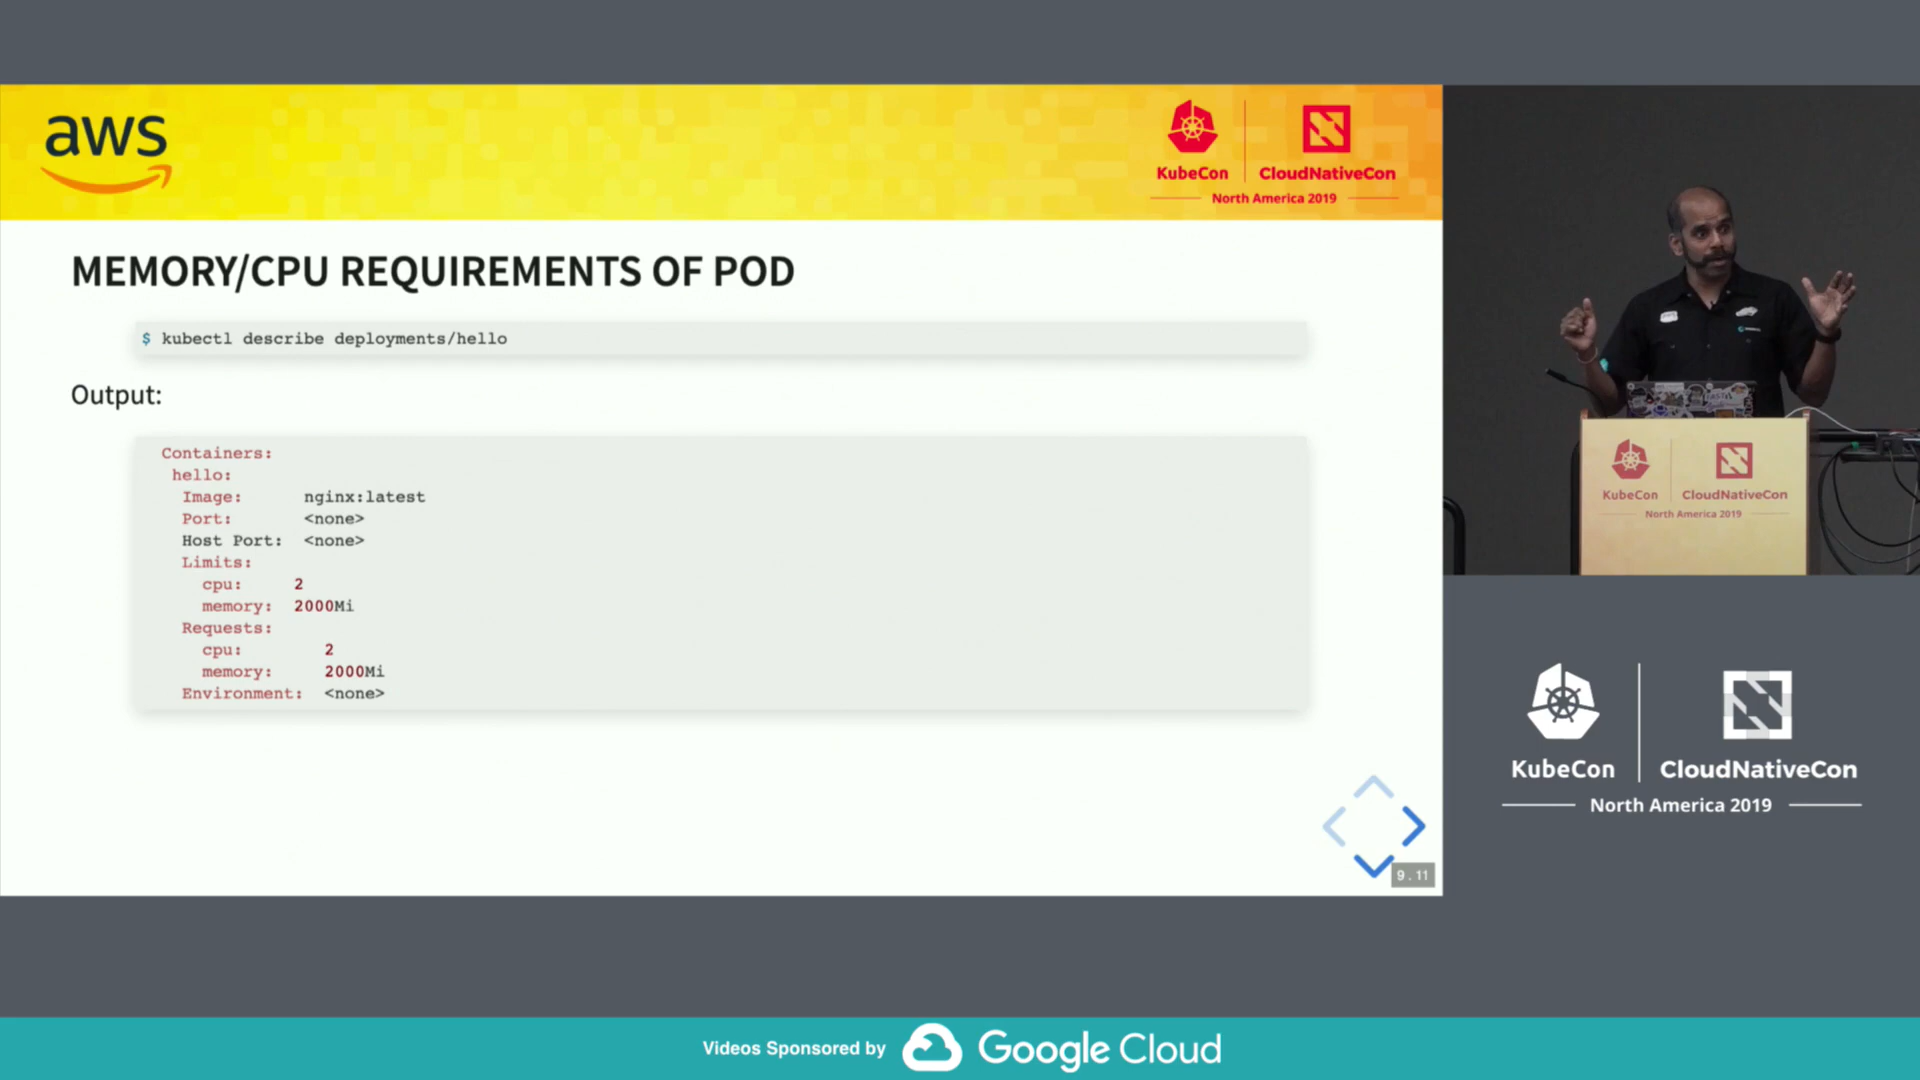 aws
KubeCon
CloudNativeCon
North America 2019
MEMORY/CPU REQUIREMENTS OF POD
$ kubectl describe deployments/hello
Output:
Containers:
hello:
Image: nginx:latest
Port: <none>
Host Port: <none>
Limits:
cpu: 2
memory: 2000Mi
Requests:
cpu: 2
memory: 2000Mi
Environment: <none>
9.11
KubeCon
CloudNativeCon
North America 2019
KubeCon
CloudNativeCon
North America 2019
Videos Sponsored by Google Cloud